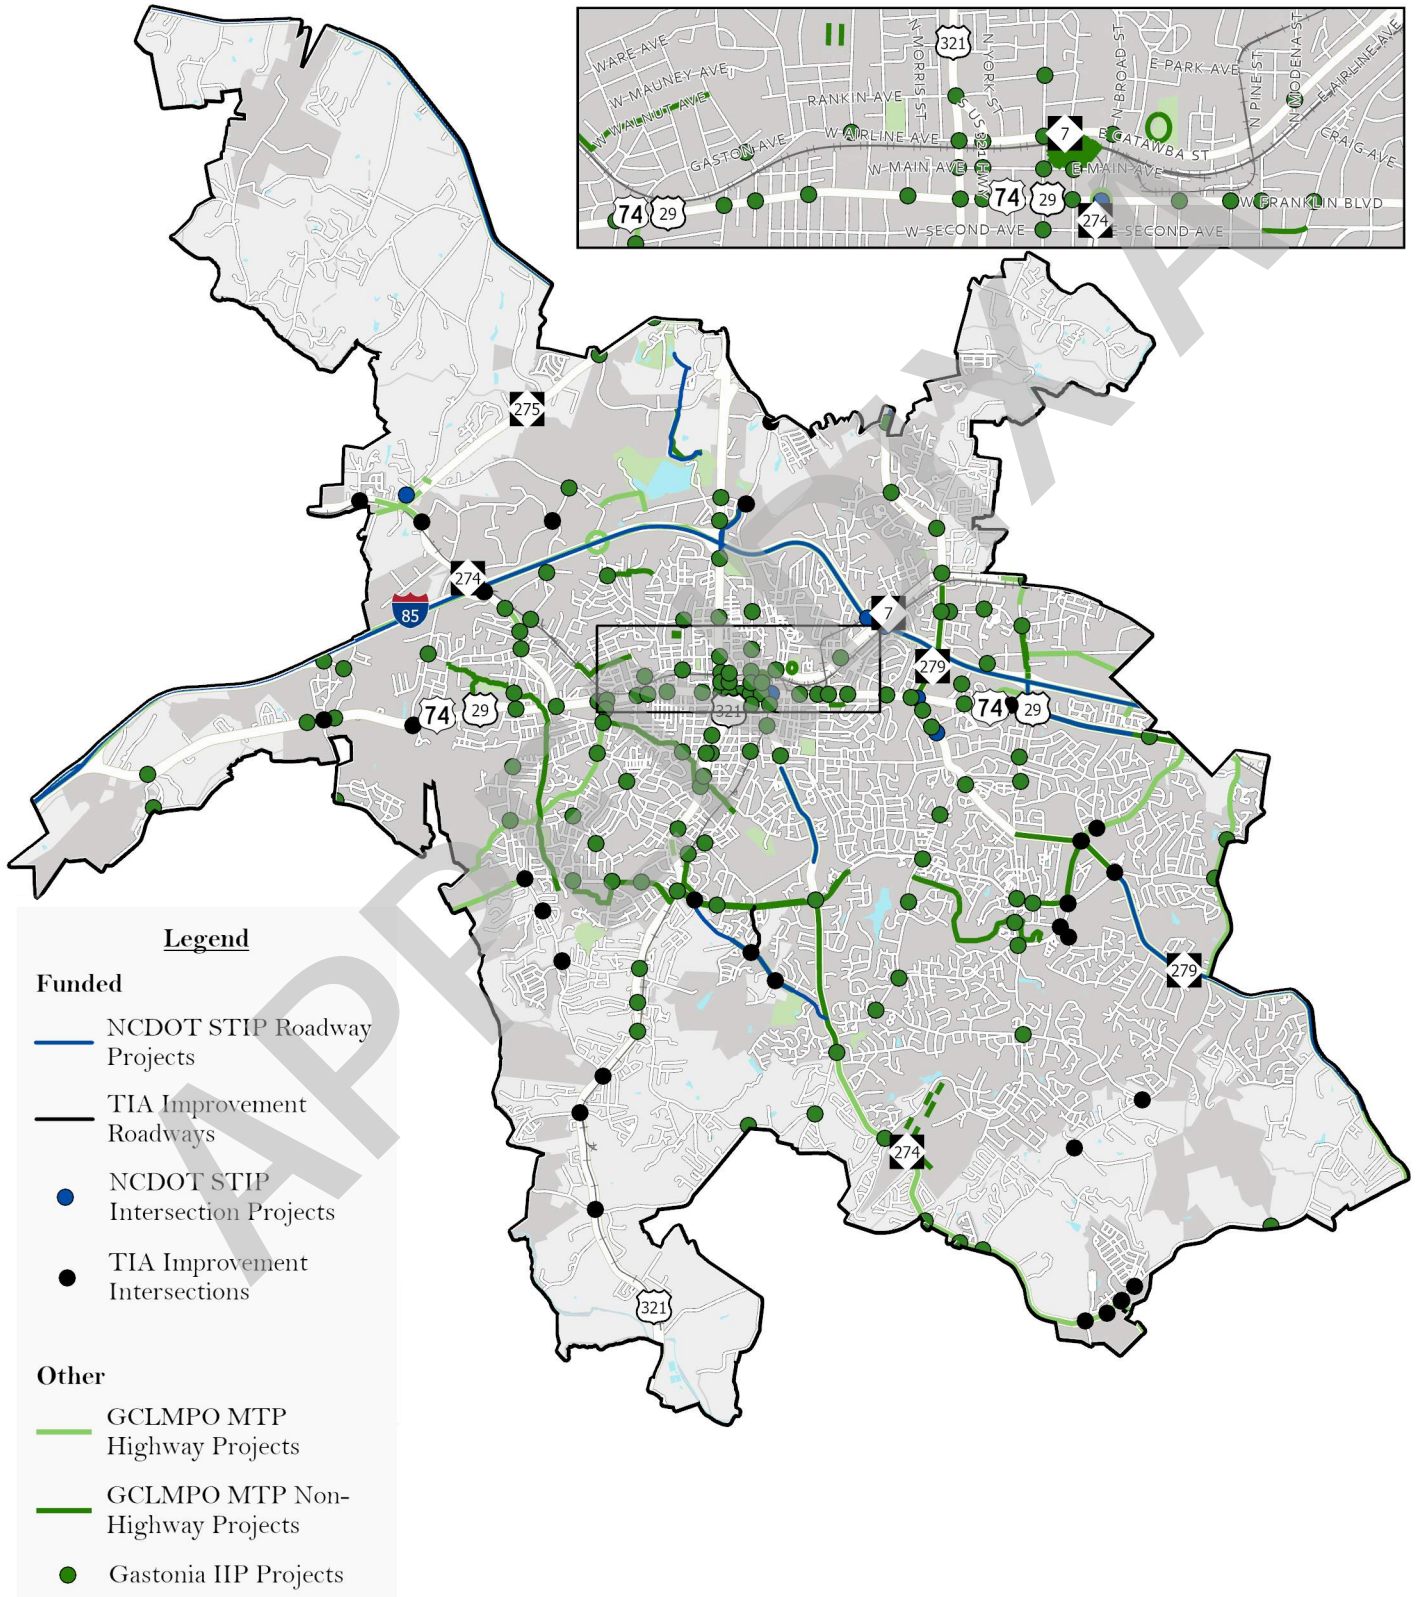 321
N MORRIS ST
N YORK ST
N BROAD ST
N PINE ST
N MODENA ST
E AIRLINE AVE
WARE AVE
W MAUNEY AVE
E PARK AVE
W WALNUT AVE
RANKIN AVE
S US 321 HWY
GASTON AVE
W AIRLINE AVE
7
E CATAWBA ST
CRAIG AVE
W MAIN AVE
E MAIN AVE
74
29
74
29
274
W FRANKLIN BLVD
W SECOND AVE
E SECOND AVE
275
274
85
7
279
74
29
321
74
29
279
274
321
Legend
Funded
NCDOT STIP Roadway
Projects
TIA Improvement
Roadways
NCDOT STIP
Intersection Projects
TIA Improvement
Intersections
Other
GCLMPO MTP
Highway Projects
GCLMPO MTP Non-
Highway Projects
Gastonia IIP Projects